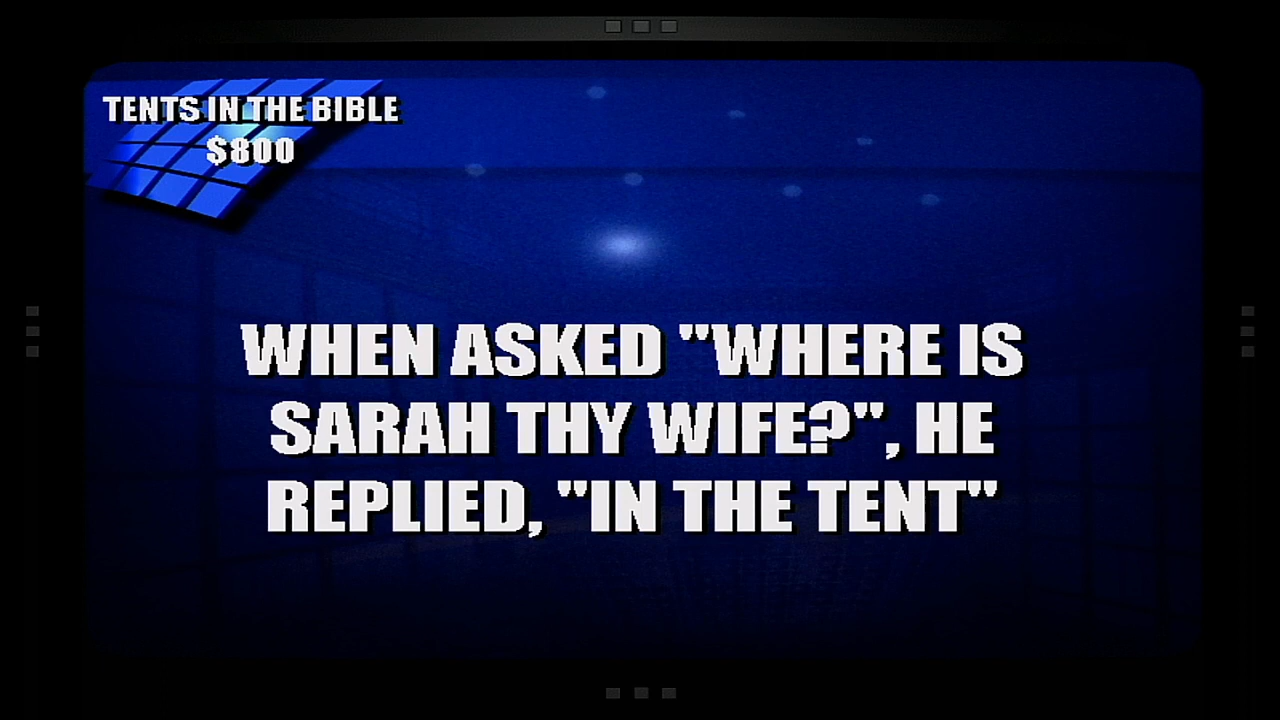 TENTS IN THE BIBLE
$800
WHEN ASKED "WHERE IS
SARAH THY WIFE?", HE
REPLIED, "IN THE TENT"